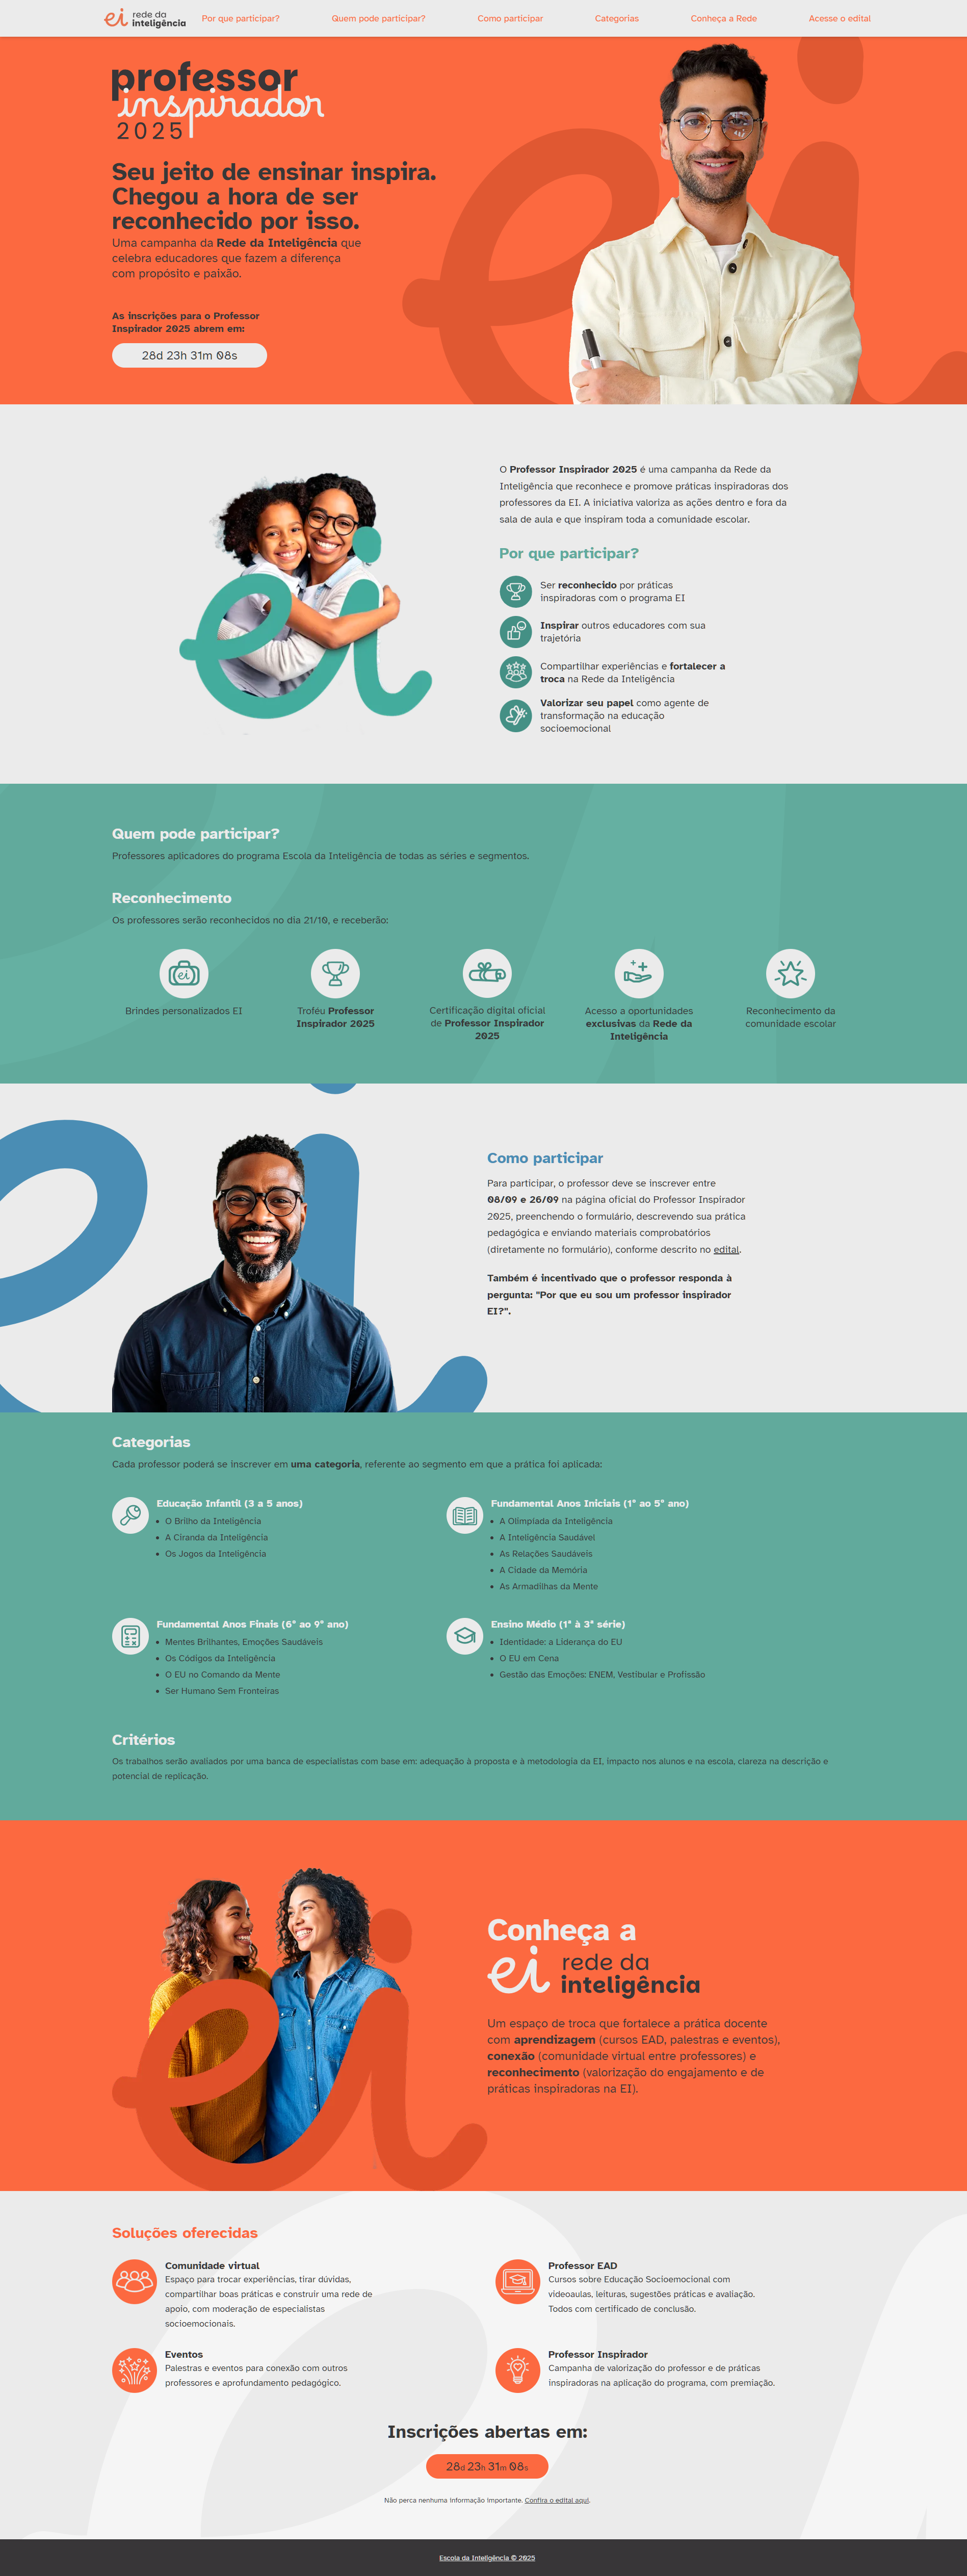 ei rede da
inteligência
Por que participar?
Quem pode participar?
Como participar
Categorias
Conheça a Rede
Acesse o edital
professor
inspirador
2025
Seu jeito de ensinar inspira.
Chegou a hora de ser
reconhecido por isso.
Uma campanha da Rede da Inteligência que
celebra educadores que fazem a diferença
com propósito e paixão.
As inscrições para o Professor
Inspirador 2025 abrem em:
28d 23h 31m 08s
ei
O Professor Inspirador 2025 é uma campanha da Rede da
Inteligência que reconhece e promove práticas inspiradoras dos
professores da EI. A iniciativa valoriza as ações dentro e fora da
sala de aula e que inspiram toda a comunidade escolar.
Por que participar?
Ser reconhecido por práticas
inspiradoras com o programa EI
Inspirar outros educadores com sua
trajetória
Compartilhar experiências e fortalecer a
troca na Rede da Inteligência
Valorizar seu papel como agente de
transformação na educação
socioemocional
ei
Quem pode participar?
Professores aplicadores do programa Escola da Inteligência de todas as séries e segmentos.
Reconhecimento
Os professores serão reconhecidos no dia 21/10, e receberão:
ei
Brindes personalizados EI
Troféu Professor
Inspirador 2025
Certificação digital oficial
de Professor Inspirador
2025
Acesso a oportunidades
exclusivas da Rede da
Inteligência
Reconhecimento da
comunidade escolar
Como participar
Para participar, o professor deve se inscrever entre
08/09 e 26/09 na página oficial do Professor Inspirador
2025, preenchendo o formulário, descrevendo sua prática
pedagógica e enviando materiais comprobatórios
(diretamente no formulário), conforme descrito no edital.
Também é incentivado que o professor responda à
pergunta: "Por que eu sou um professor inspirador
EI?".
Categorias
Cada professor poderá se inscrever em uma categoria, referente ao segmento em que a prática foi aplicada:
Educação Infantil (3 a 5 anos)
• O Brilho da Inteligência
• A Ciranda da Inteligência
• Os Jogos da Inteligência
Fundamental Anos Iniciais (1° ao 5° ano)
• A Olimpíada da Inteligência
• A Inteligência Saudável
• As Relações Saudáveis
• A Cidade da Memória
• As Armadilhas da Mente
Fundamental Anos Finais (6° ao 9° ano)
• Mentes Brilhantes, Emoções Saudáveis
• Os Códigos da Inteligência
• O EU no Comando da Mente
• Ser Humano Sem Fronteiras
Ensino Médio (1ª à 3ª série)
• Identidade: a Liderança do EU
• O EU em Cena
• Gestão das Emoções: ENEM, Vestibular e Profissão
Critérios
Os trabalhos serão avaliados por uma banca de especialistas com base em: adequação à proposta e à metodologia da EI, impacto nos alunos e na escola, clareza na descrição e
potencial de replicação.
ei
Conheça a
ei rede da
inteligência
Um espaço de troca que fortalece a prática docente
com aprendizagem (cursos EAD, palestras e eventos),
conexão (comunidade virtual entre professores) e
reconhecimento (valorização do engajamento e de
práticas inspiradoras na EI).
Soluções oferecidas
Comunidade virtual
Espaço para trocar experiências, tirar dúvidas,
compartilhar boas práticas e construir uma rede de
apoio, com moderação de especialistas
socioemocionais.
Professor EAD
Cursos sobre Educação Socioemocional com
videoaulas, leituras, sugestões práticas e avaliação.
Todos com certificado de conclusão.
Eventos
Palestras e eventos para conexão com outros
professores e aprofundamento pedagógico.
Professor Inspirador
Campanha de valorização do professor e de práticas
inspiradoras na aplicação do programa, com premiação.
Inscrições abertas em:
28d 23h 31m 08s
Não perca nenhuma informação importante. Confira o edital aqui.
Escola da Inteligência © 2025